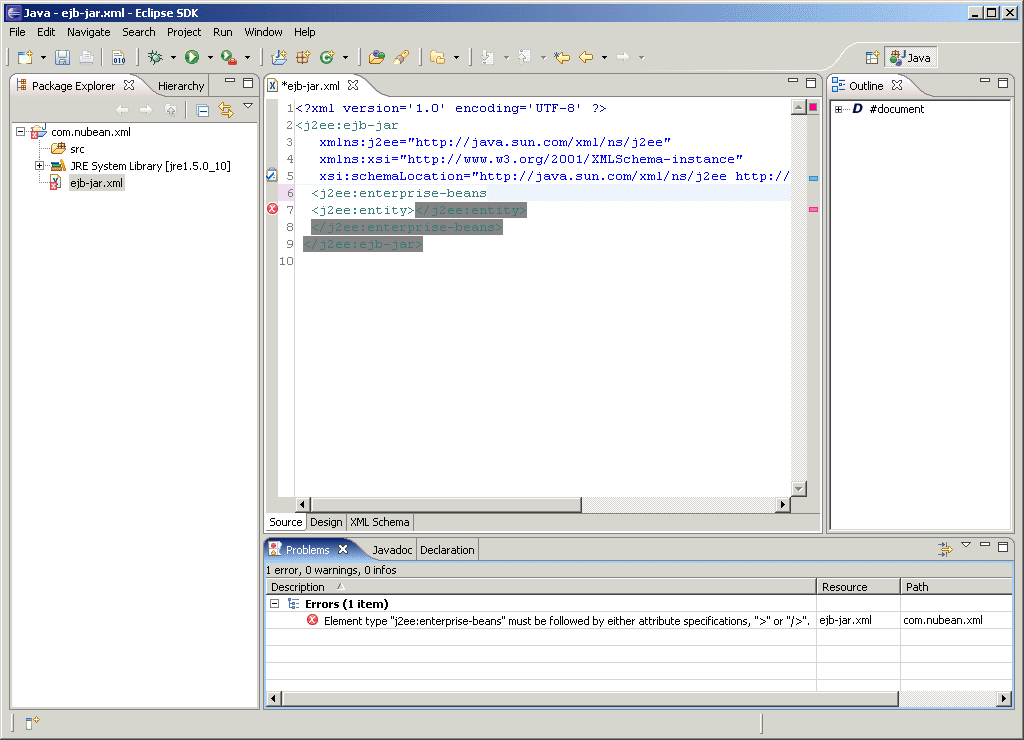 Java - ejb-jar.xml - Eclipse SDK
File Edit Navigate Search Project Run Window Help
010 Java
Package Explorer Hierarchy
com.nubean.xml
src
JRE System Library [jre1.5.0_10]
ejb-jar.xml
*ejb-jar.xml
1 <?xml version='1.0' encoding='UTF-8' ?>
2 <j2ee:ejb-jar
3 xmlns:j2ee="http://java.sun.com/xml/ns/j2ee"
4 xmlns:xsi="http://www.w3.org/2001/XMLSchema-instance"
5 xsi:schemaLocation="http://java.sun.com/xml/ns/j2ee http://
6 <j2ee:enterprise-beans
7 <j2ee:entity></j2ee:entity>
8 </j2ee:enterprise-beans>
9 </j2ee:ejb-jar>
10
Source Design XML Schema
Outline
D #document
Problems Javadoc Declaration
1 error, 0 warnings, 0 infos
Description Resource Path
Errors (1 item)
Element type "j2ee:enterprise-beans" must be followed by either attribute specifications, ">" or "/>". ejb-jar.xml com.nubean.xml